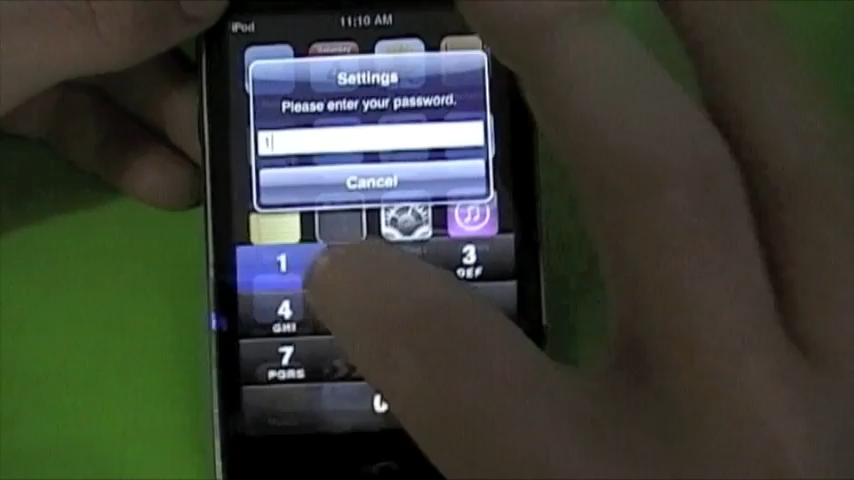 iPod 11:10 AM
Settings
Please enter your password.
1
Cancel
1
3
DEF
4
GHI
7
PQRS
0